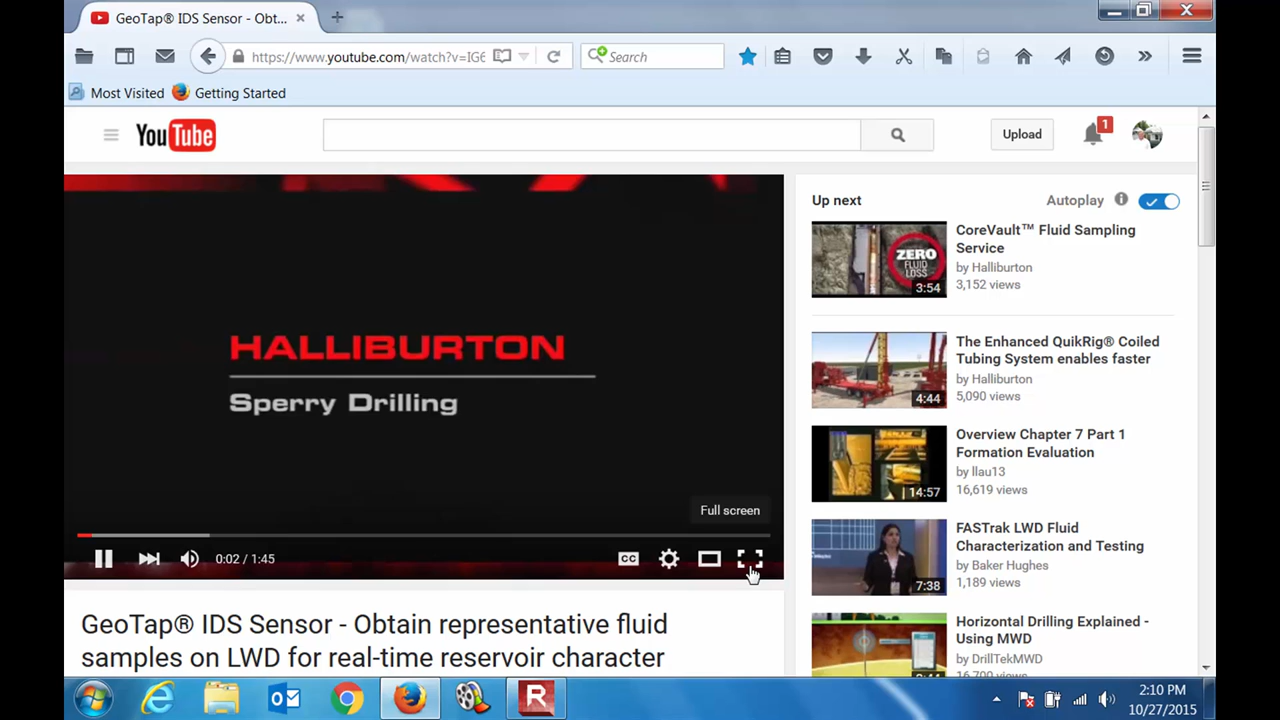 GeoTap® IDS Sensor - Obt...
https://www.youtube.com/watch?v=IG6
Search
Most Visited
Getting Started
YouTube
Upload
1
HALLIBURTON
Sperry Drilling
Full screen
0:02 / 1:45
CC
GeoTap® IDS Sensor - Obtain representative fluid
samples on LWD for real-time reservoir character
Up next
Autoplay
ZERO
FLUID
LOSS
3:54
CoreVault™ Fluid Sampling
Service
by Halliburton
3,152 views
4:44
The Enhanced QuikRig® Coiled
Tubing System enables faster
by Halliburton
5,090 views
14:57
Overview Chapter 7 Part 1
Formation Evaluation
by llau13
16,619 views
7:38
FASTrak LWD Fluid
Characterization and Testing
by Baker Hughes
1,189 views
Horizontal Drilling Explained -
Using MWD
by DrillTekMWD
16,700 views
R
2:10 PM
10/27/2015